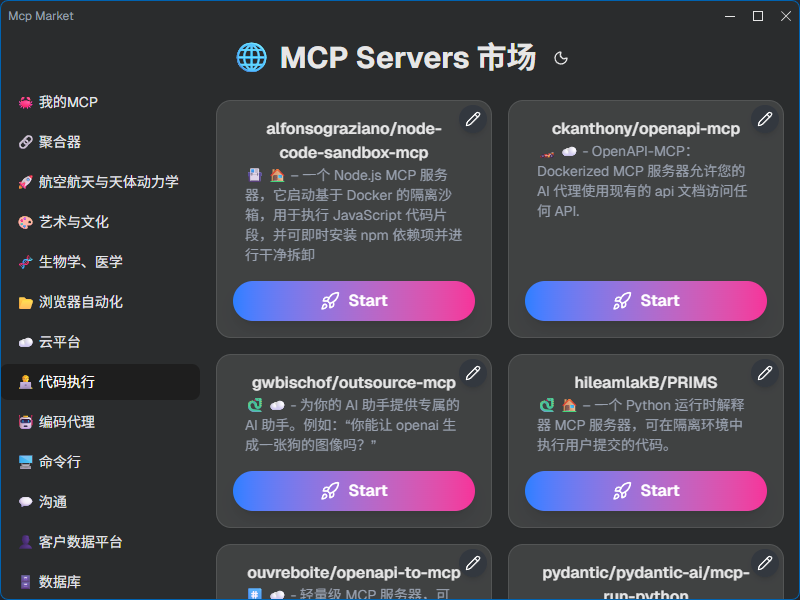 Mcp Market
MCP Servers 市场
我的MCP
聚合器
航空航天与天体动力学
艺术与文化
生物学、医学
浏览器自动化
云平台
代码执行
编码代理
命令行
沟通
客户数据平台
数据库
alfonsograziano/node-
code-sandbox-mcp
– 一个 Node.js MCP 服务
器，它启动基于 Docker 的隔离沙
箱，用于执行 JavaScript 代码片
段，并可即时安装 npm 依赖项并进
行干净拆卸
Start
ckanthony/openapi-mcp
- OpenAPI-MCP：
Dockerized MCP 服务器允许您的
AI 代理使用现有的 api 文档访问任
何 API.
Start
gwbischof/outsource-mcp
- 为你的 AI 助手提供专属的
AI 助手。例如：“你能让 openai 生
成一张狗的图像吗？”
Start
hileamlakB/PRIMS
– 一个 Python 运行时解释
器 MCP 服务器，可在隔离环境中
执行用户提交的代码。
Start
ouvreboite/openapi-to-mcp
- 轻量级 MCP 服务器，可
pydantic/pydantic-ai/mcp-
run-python